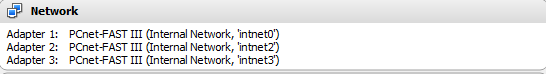 Network
Adapter 1: PCnet-FAST III (Internal Network, 'intnet0')
Adapter 2: PCnet-FAST III (Internal Network, 'intnet2')
Adapter 3: PCnet-FAST III (Internal Network, 'intnet3')